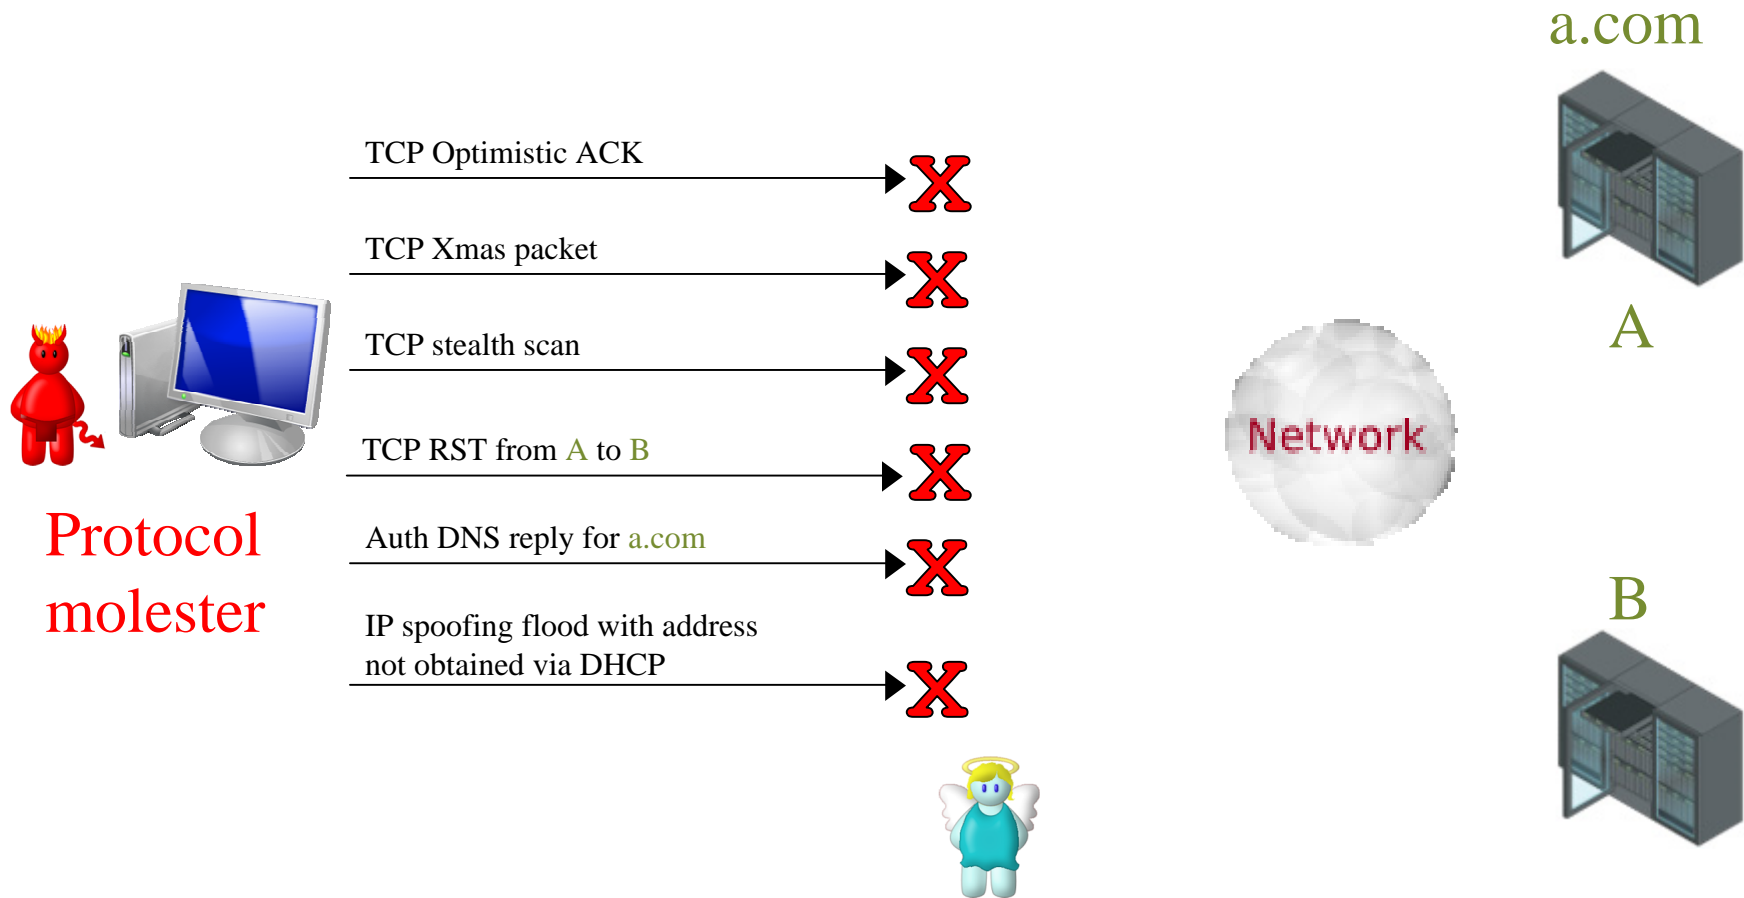 a.com
TCP Optimistic ACK
TCP Xmas packet
TCP stealth scan
A
Network
TCP RST from A to B
Protocol
molester
Auth DNS reply for a.com
B
IP spoofing flood with address
not obtained via DHCP